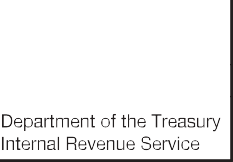 Department of the Treasury
Internal Revenue Service